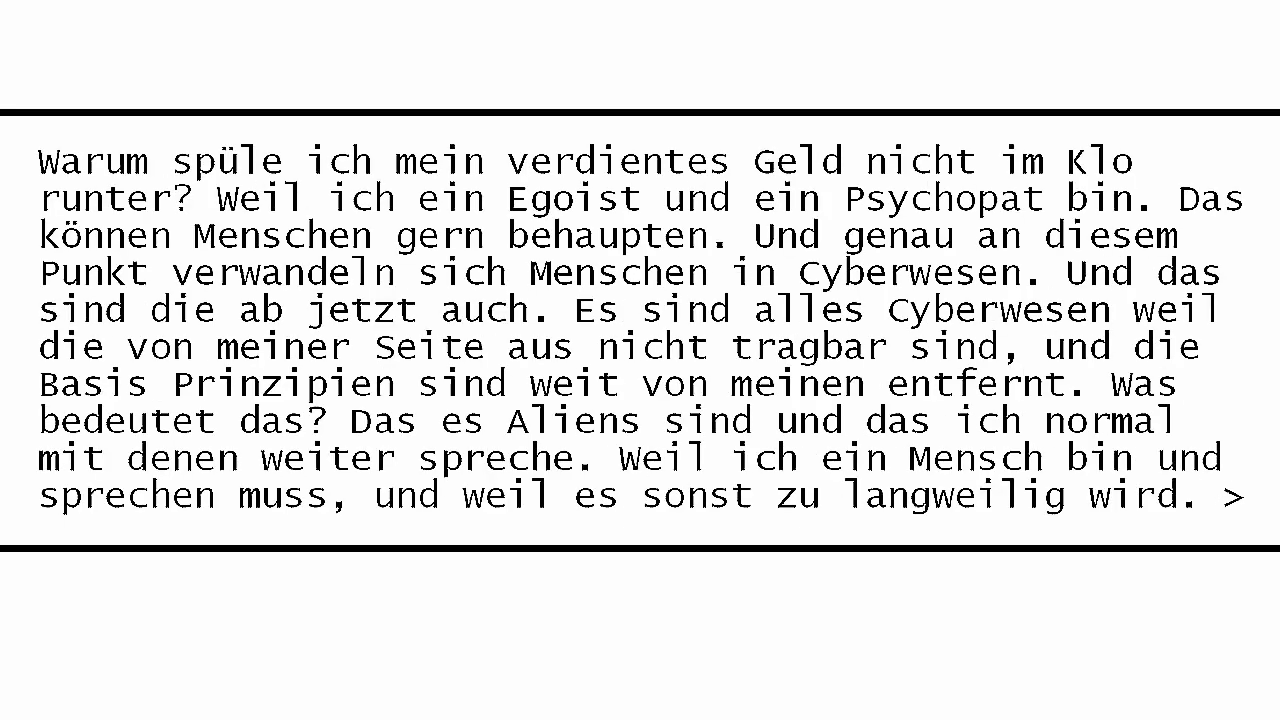 Warum spüle ich mein verdientes Geld nicht im Klo
runter? Weil ich ein Egoist und ein Psychopat bin. Das
können Menschen gern behaupten. Und genau an diesem
Punkt verwandeln sich Menschen in Cyberwesen. Und das
sind die ab jetzt auch. Es sind alles Cyberwesen weil
die von meiner Seite aus nicht tragbar sind, und die
Basis Prinzipien sind weit von meinen entfernt. Was
bedeutet das? Das es Aliens sind und das ich normal
mit denen weiter spreche. Weil ich ein Mensch bin und
sprechen muss, und weil es sonst zu langweilig wird. >